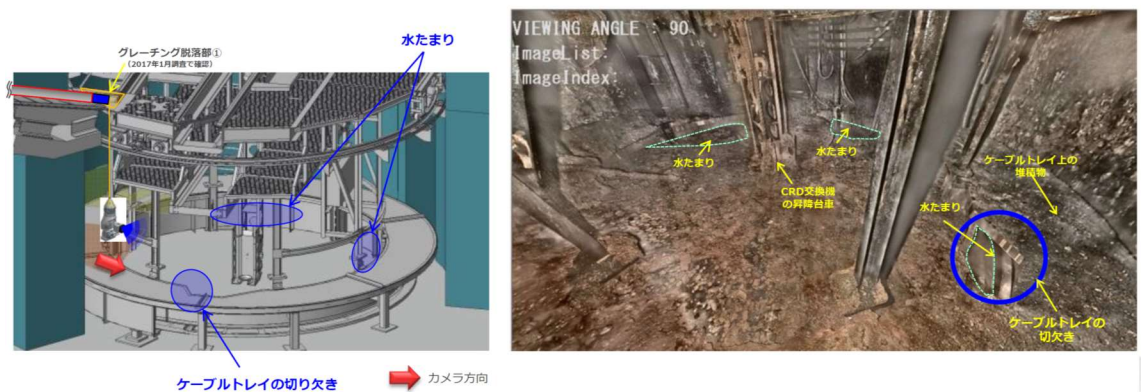 グレーチング脱落部①
（2017年1月調査で確認）
水たまり
ケーブルトレイの切り欠き
カメラ方向
VIEWING ANGLE : 90
ImageList:
ImageIndex:
水たまり
水たまり
CRD交換機
の昇降台車
ケーブルトレイ上の
堆積物
水たまり
ケーブルトレイの
切欠き